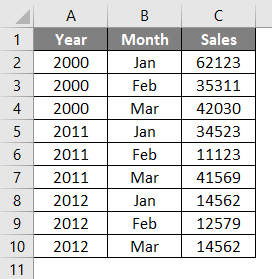 A B C
1 Year Month Sales
2 2000 Jan 62123
3 2000 Feb 35311
4 2000 Mar 42030
5 2011 Jan 34523
6 2011 Feb 11123
7 2011 Mar 41569
8 2012 Jan 14562
9 2012 Feb 12579
10 2012 Mar 14562
11